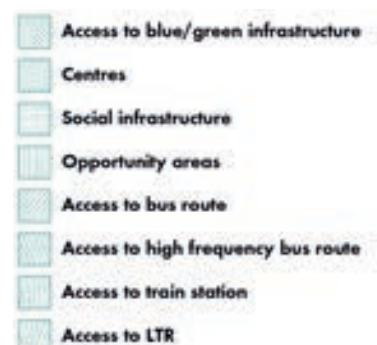 Access to blue/green infrastructure
Centres
Social infrastructure
Opportunity areas
Access to bus route
Access to high frequency bus route
Access to train station
Access to LTR